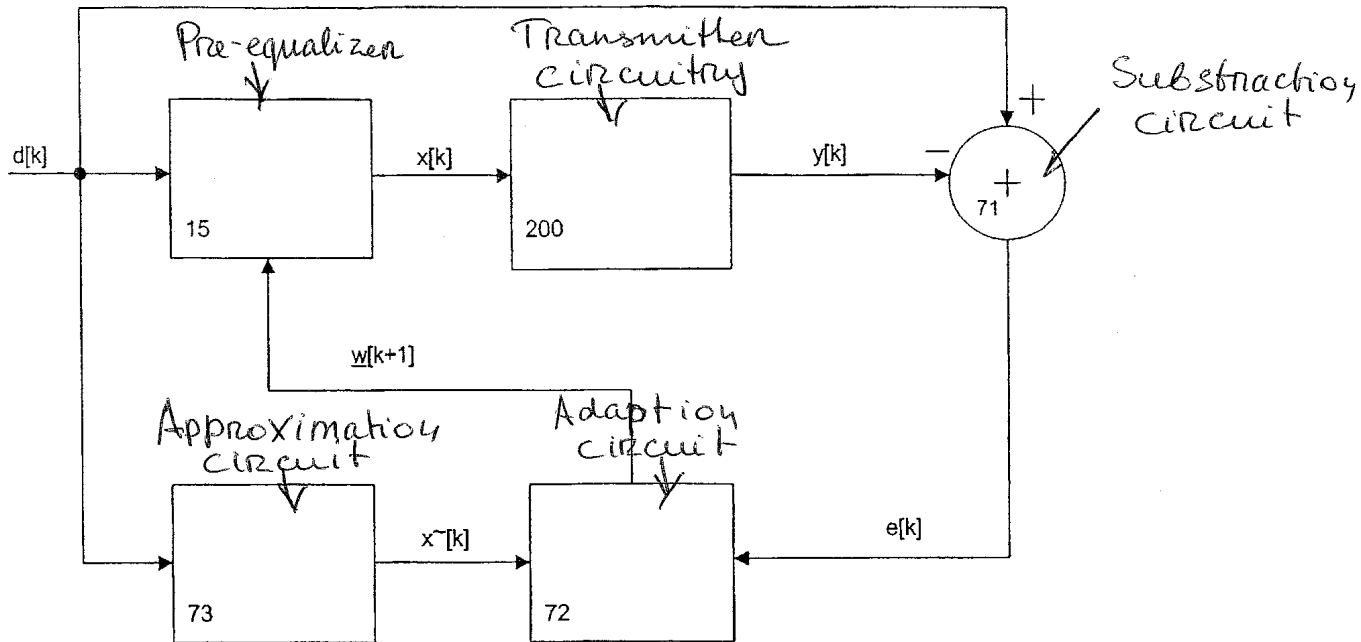 Pre-equalizer
Transmitter
circuitry
Substraction
circuit
+
d[k]
x[k]
y[k]
−
+
15
200
71
w[k+1]
Approximation
circuit
Adaption
circuit
x~[k]
e[k]
73
72